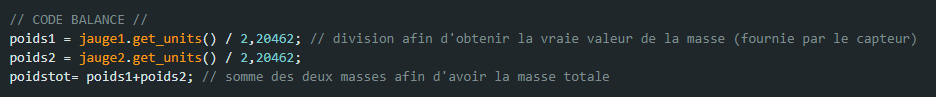 // CODE BALANCE //
poids1 = jauge1.get_units() / 2,20462; // division afin d'obtenir la vraie valeur de la masse (fournie par le capteur)
poids2 = jauge2.get_units() / 2,20462;
poidstot= poids1+poids2; // somme des deux masses afin d'avoir la masse totale